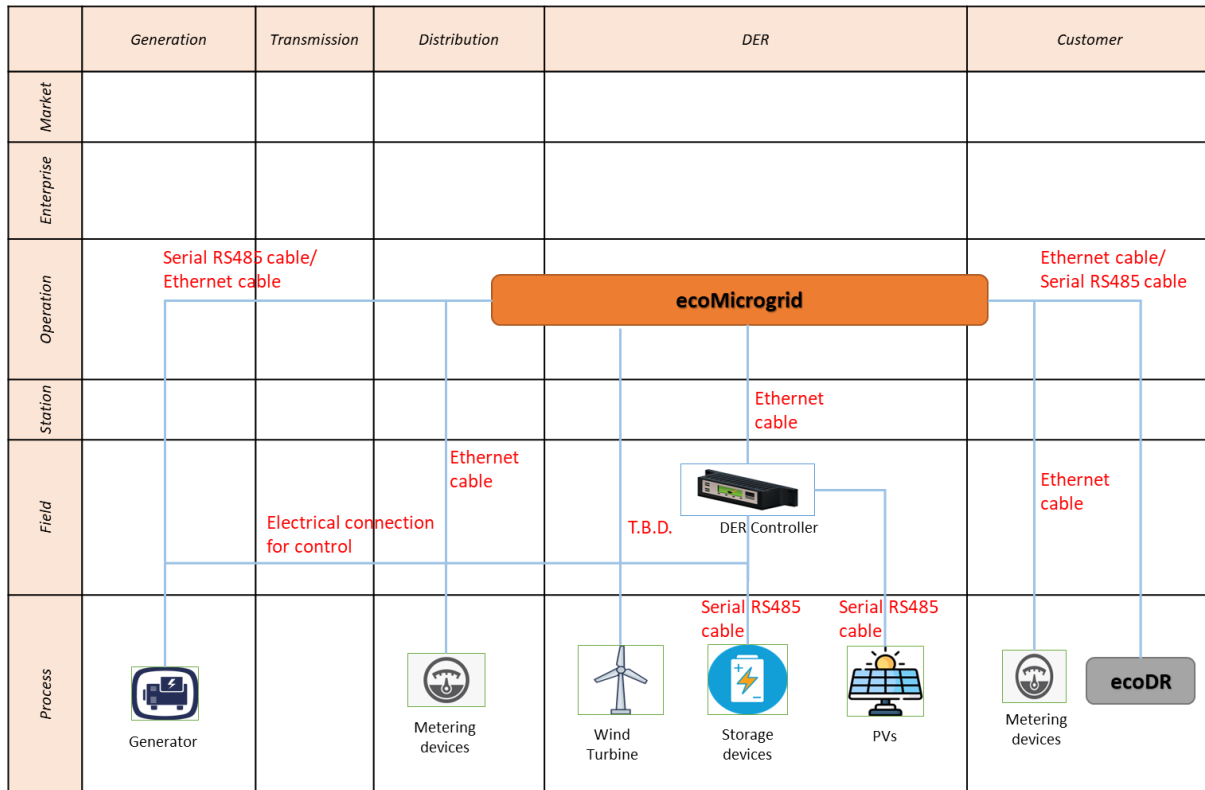 Generation
Transmission
Distribution
DER
Customer
Market
Enterprise
Operation
Serial RS485 cable/
Ethernet cable
ecoMicrogrid
Ethernet cable/
Serial RS485 cable
Station
Ethernet
cable
Field
Ethernet
cable
Electrical connection
for control
T.B.D.
DER Controller
Ethernet
cable
Process
Serial RS485
cable
Serial RS485
cable
Generator
Metering
devices
Wind
Turbine
Storage
devices
PVs
Metering
devices
ecoDR